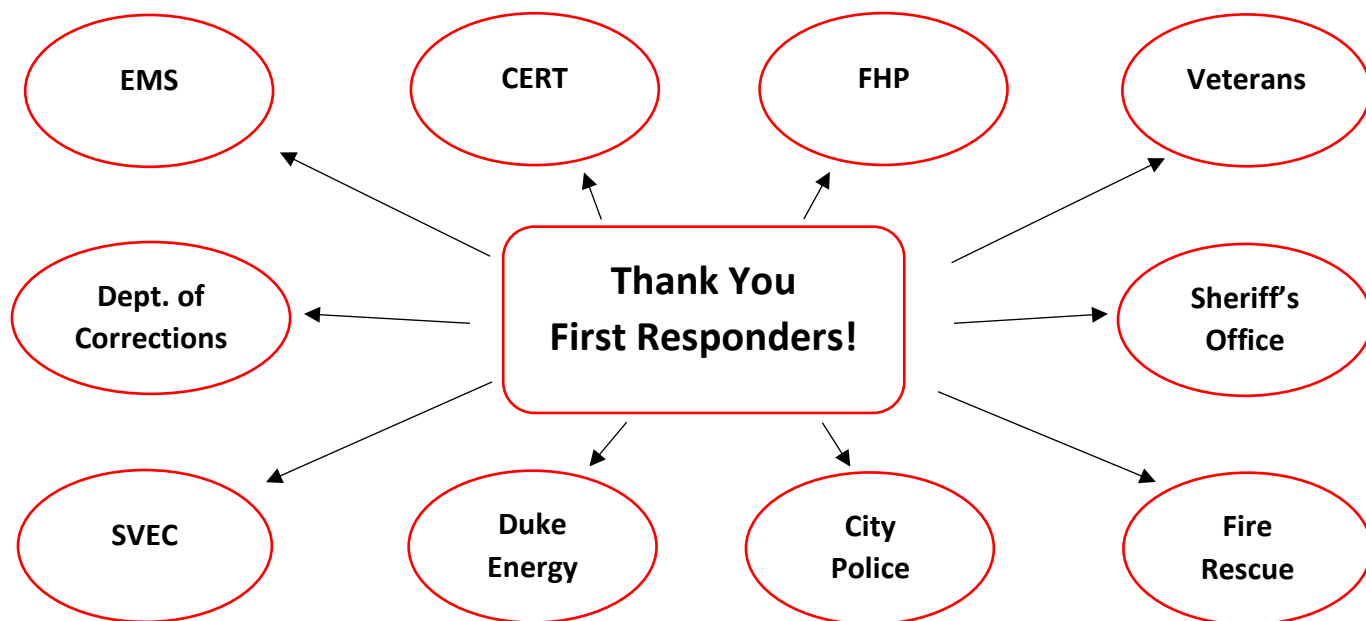 EMS
CERT
FHP
Veterans
Thank You
First Responders!
Dept. of
Corrections
Sheriff’s
Office
SVEC
Duke
Energy
City
Police
Fire
Rescue